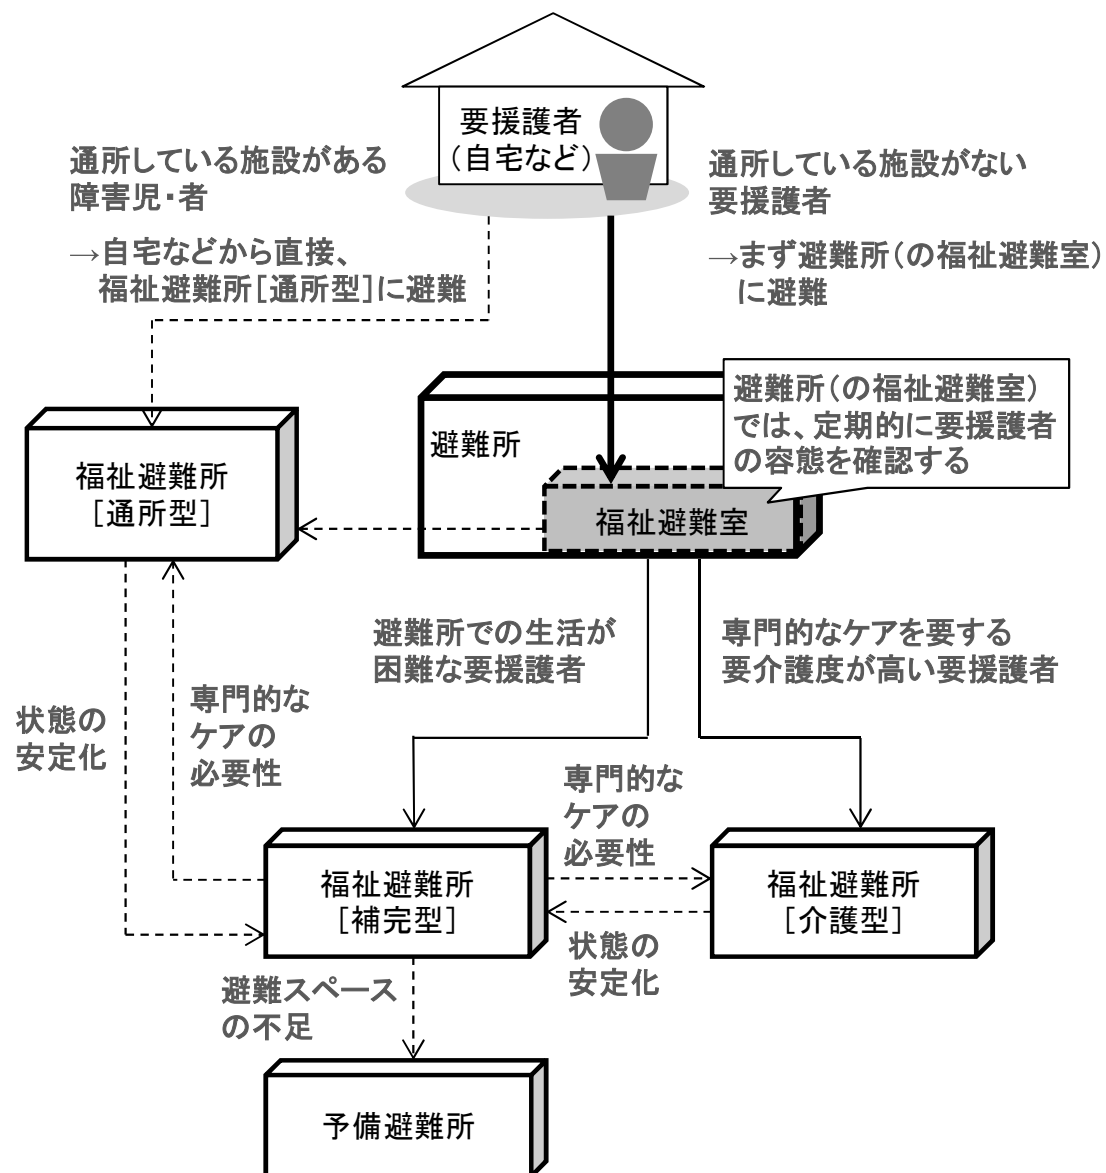 要援護者
（自宅など）
通所している施設がある
障害児・者
→自宅などから直接、
福祉避難所[通所型]に避難
通所している施設がない
要援護者
→まず避難所（の福祉避難室）
に避難
避難所（の福祉避難室）
では、定期的に要援護者
の容態を確認する
避難所
福祉避難室
福祉避難所
[通所型]
避難所での生活が
困難な要援護者
専門的なケアを要する
要介護度が高い要援護者
状態の
安定化
専門的な
ケアの
必要性
専門的な
ケアの
必要性
福祉避難所
[補完型]
福祉避難所
[介護型]
状態の
安定化
避難スペース
の不足
予備避難所